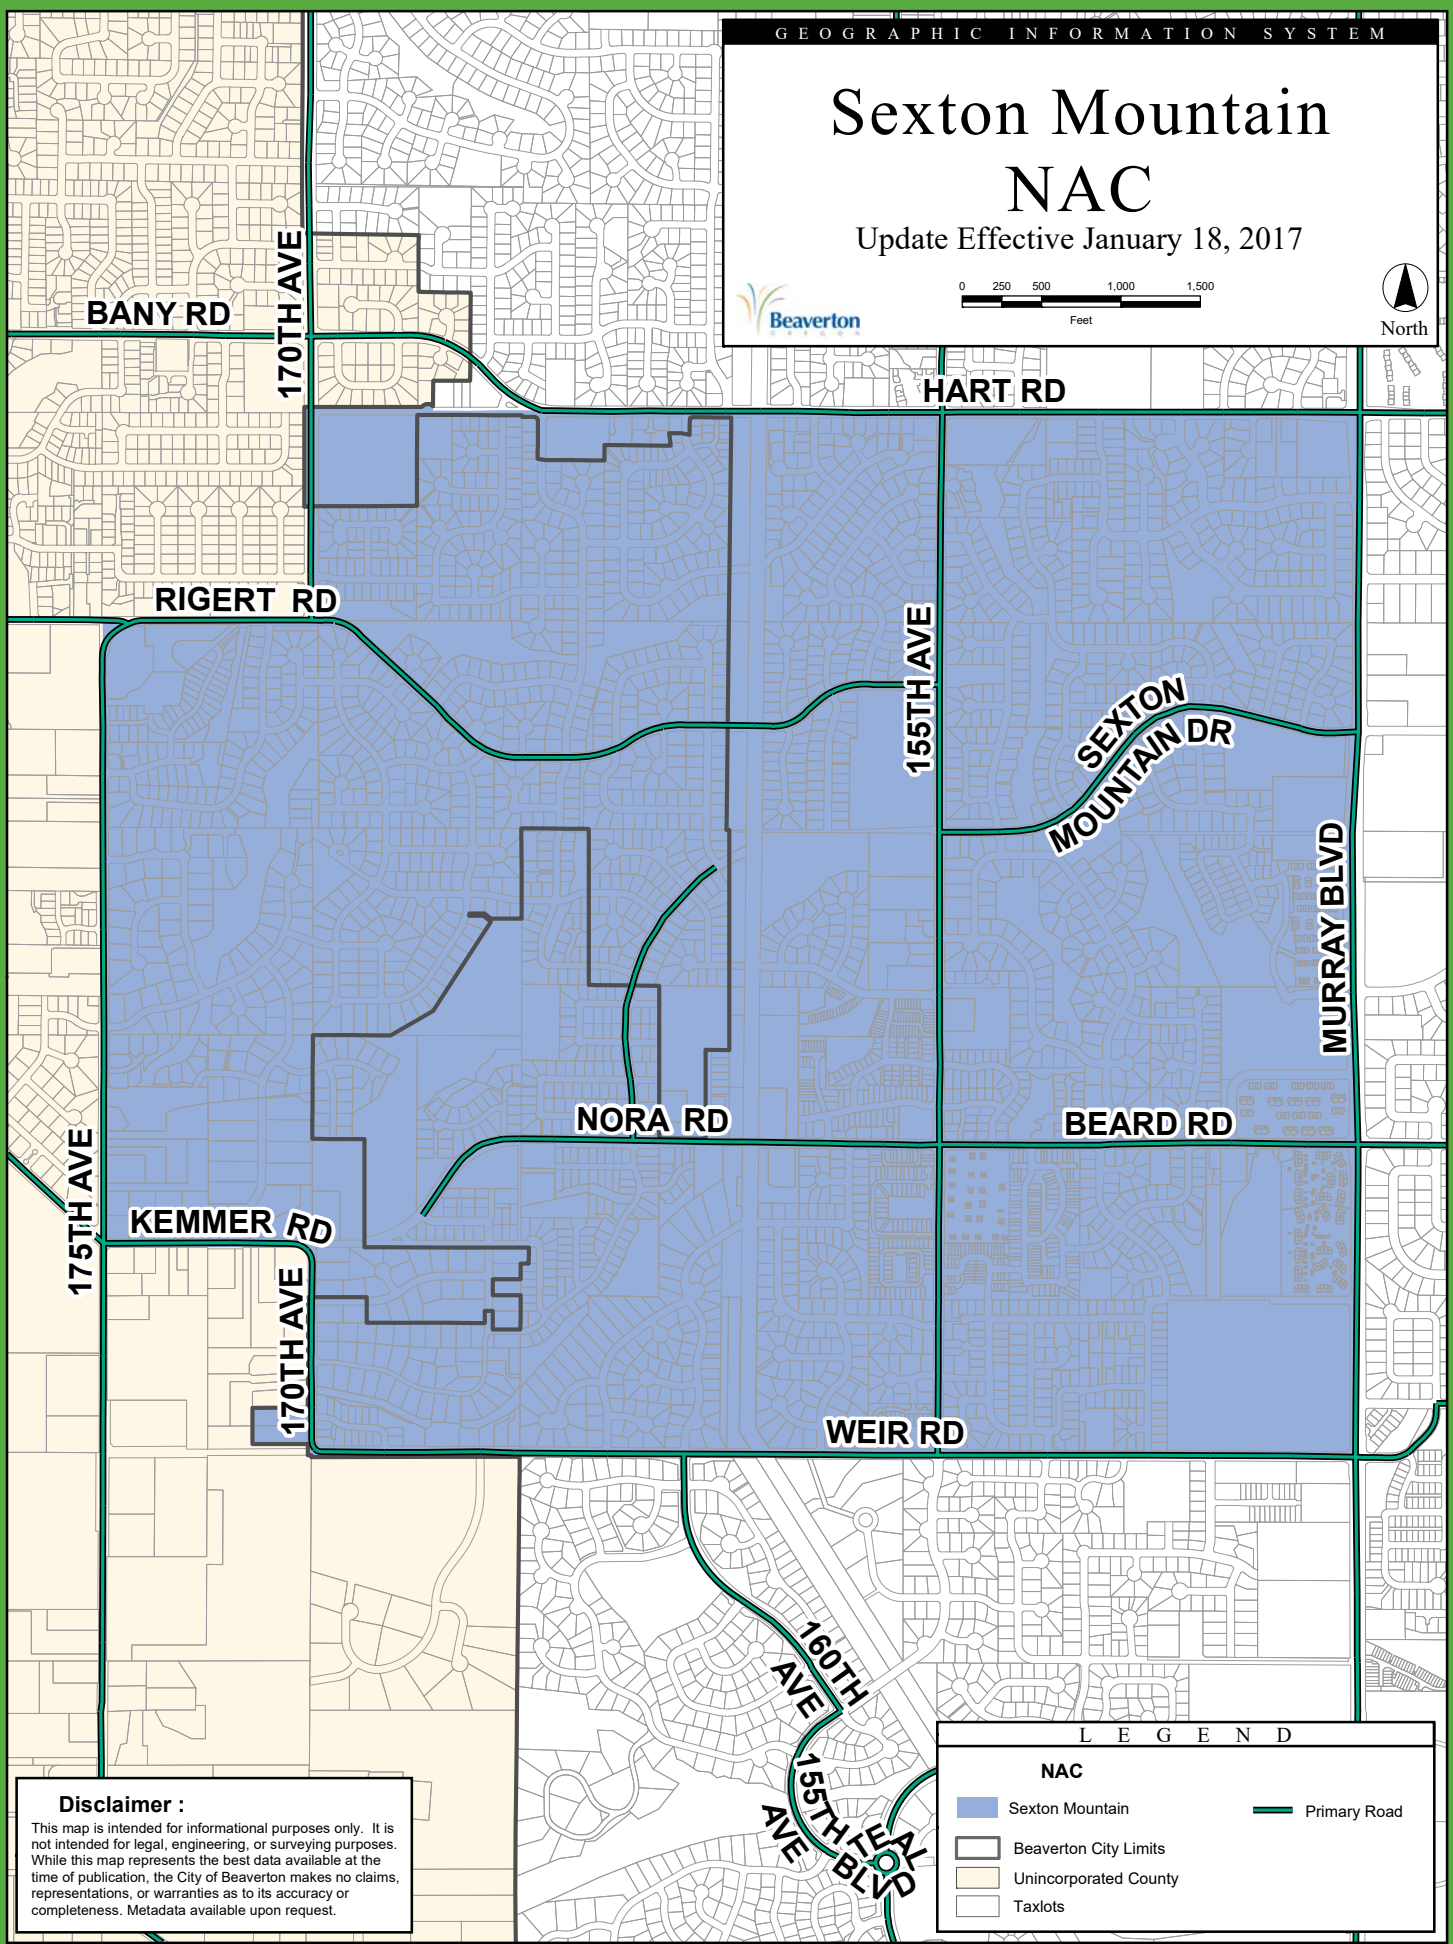 GEOGRAPHIC INFORMATION SYSTEM
Sexton Mountain
NAC
Update Effective January 18, 2017
0 250 500 1,000 1,500
Feet
Beaverton
OREGON
North
BANY RD
170TH AVE
HART RD
RIGERT RD
155TH AVE
SEXTON
MOUNTAIN DR
MURRAY BLVD
NORA RD
BEARD RD
175TH AVE
KEMMER RD
170TH AVE
WEIR RD
160TH
AVE
155TH
AVE
TEAL
BLVD
Disclaimer :
This map is intended for informational purposes only. It is
not intended for legal, engineering, or surveying purposes.
While this map represents the best data available at the
time of publication, the City of Beaverton makes no claims,
representations, or warranties as to its accuracy or
completeness. Metadata available upon request.
LEGEND
NAC
Sexton Mountain
Primary Road
Beaverton City Limits
Unincorporated County
Taxlots